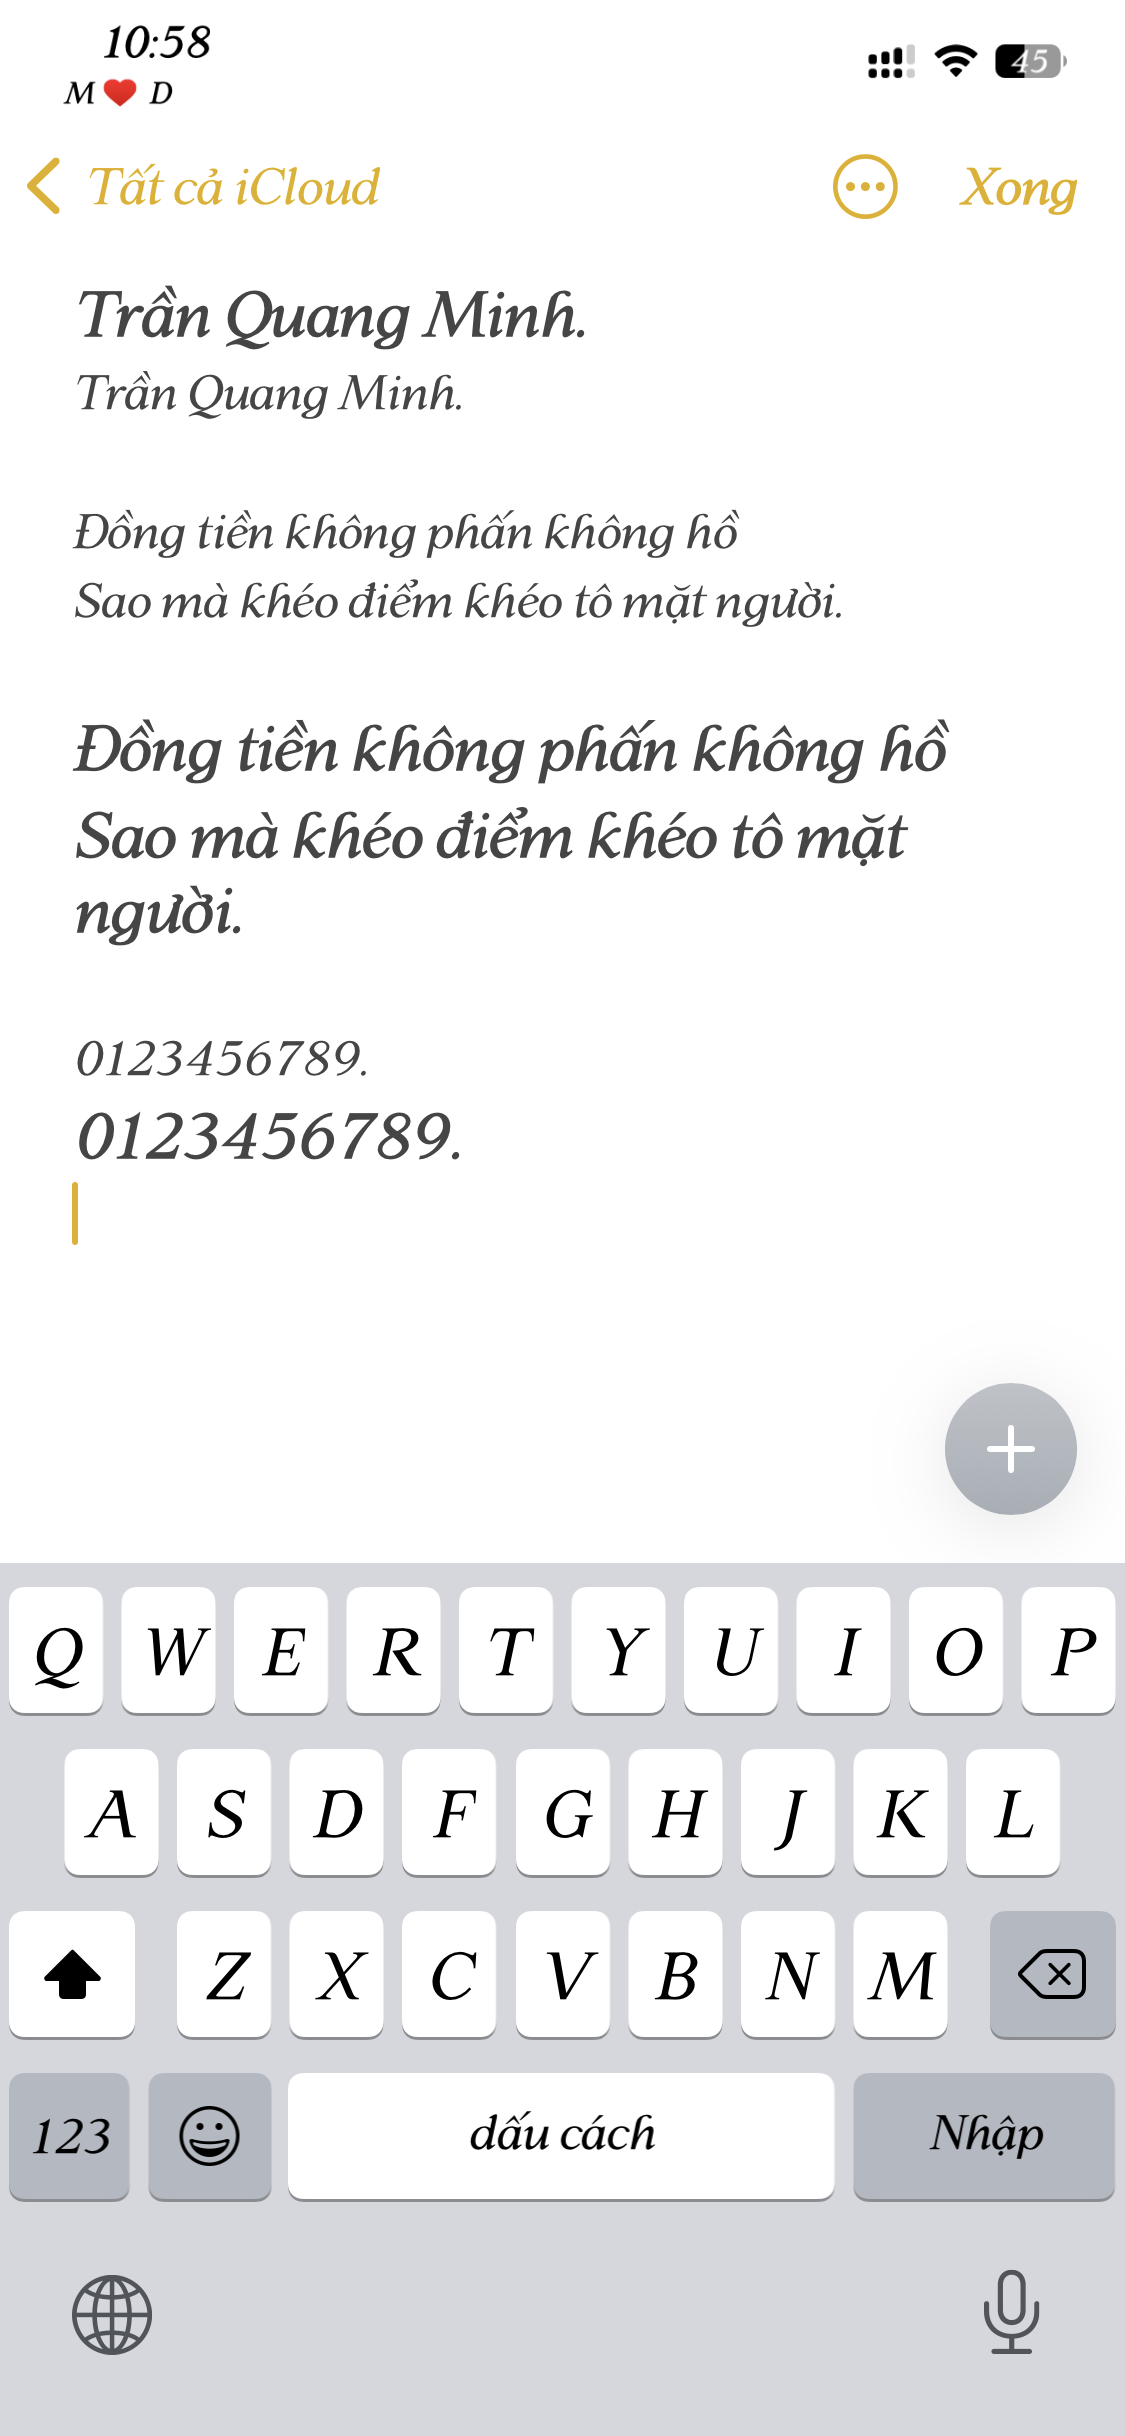 10:58
M ❤️ D
45
Tất cả iCloud
Xong
Trần Quang Minh.
Trần Quang Minh.
Đồng tiền không phấn không hồ
Sao mà khéo điểm khéo tô mặt người.
Đồng tiền không phấn không hồ
Sao mà khéo điểm khéo tô mặt
người.
0123456789.
0123456789.
Q W E R T Y U I O P
A S D F G H J K L
Z X C V B N M
123 dấu cách Nhập